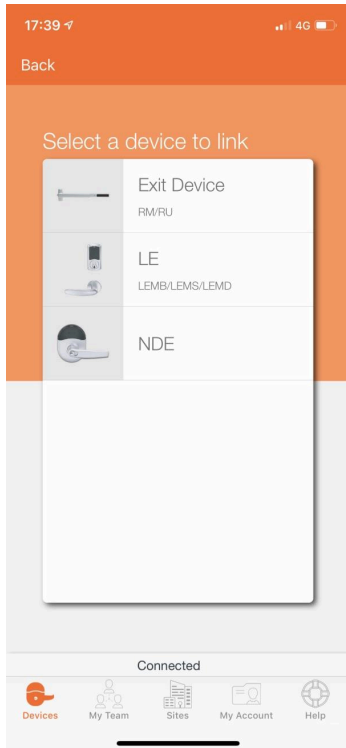 17:39
4G
Back
Select a device to link
Exit Device
RM/RU
LE
LEMB/LEMS/LEMD
NDE
Connected
Devices My Team Sites My Account Help